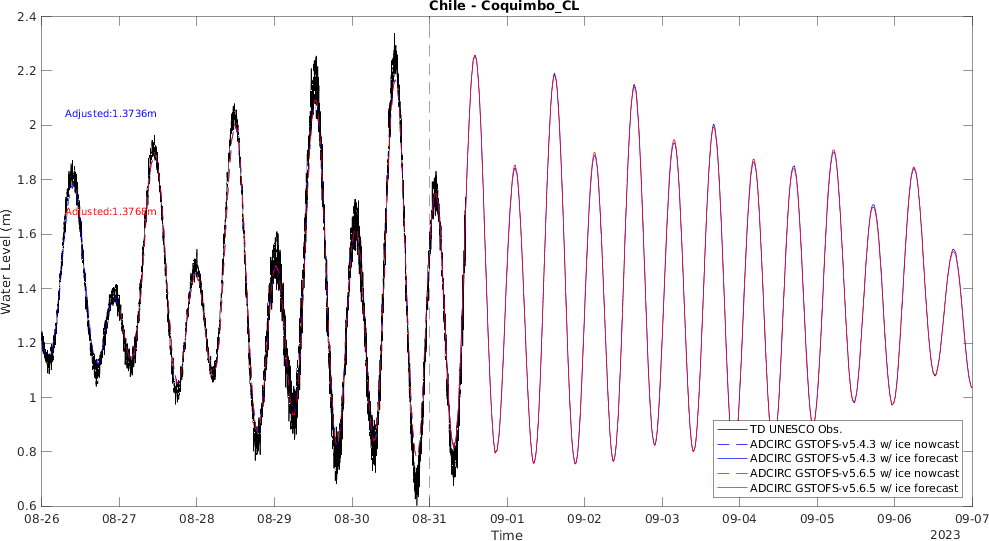 Chile - Coquimbo_CL
Water Level (m)
2.4
2.2
2
1.8
1.6
1.4
1.2
1
0.8
0.6
Adjusted:1.3736m
Adjusted:1.3768m
TD UNESCO Obs.
ADCIRC GSTOFS-v5.4.3 w/ ice nowcast
ADCIRC GSTOFS-v5.4.3 w/ ice forecast
ADCIRC GSTOFS-v5.6.5 w/ ice nowcast
ADCIRC GSTOFS-v5.6.5 w/ ice forecast
08-26 08-27 08-28 08-29 08-30 08-31 09-01 09-02 09-03 09-04 09-05 09-06 09-07
Time
2023